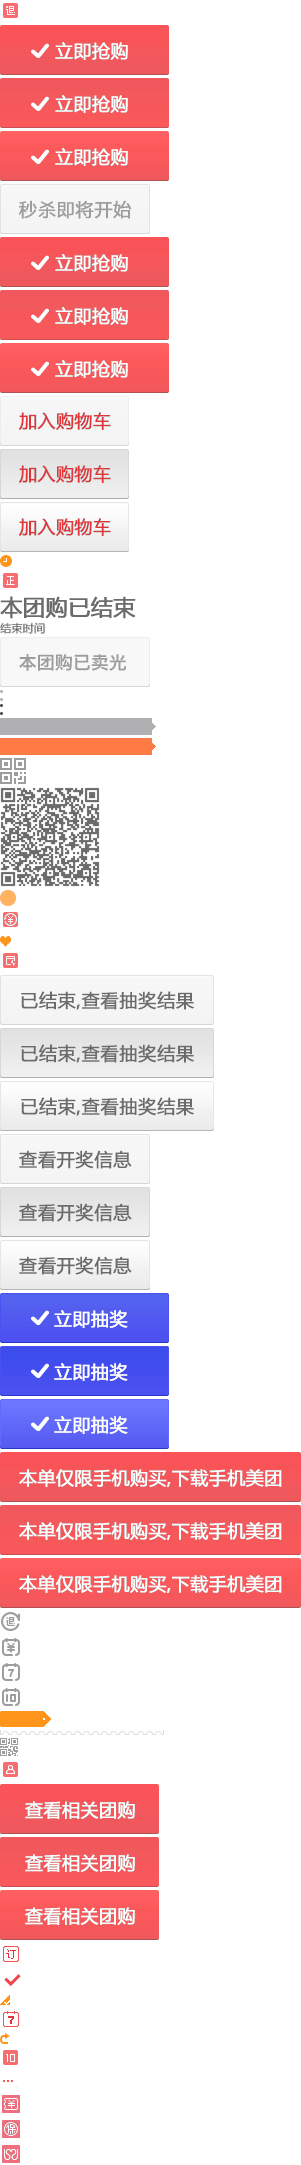 退
立即抢购
立即抢购
立即抢购
秒杀即将开始
立即抢购
立即抢购
立即抢购
加入购物车
加入购物车
加入购物车
正
本团购已结束
结束时间
本团购已卖光
¥
已结束,查看抽奖结果
已结束,查看抽奖结果
已结束,查看抽奖结果
查看开奖信息
查看开奖信息
查看开奖信息
立即抽奖
立即抽奖
立即抽奖
本单仅限手机购买,下载手机美团
本单仅限手机购买,下载手机美团
本单仅限手机购买,下载手机美团
退
¥
7
10
查看相关团购
查看相关团购
查看相关团购
订
7
10
...
¥
保